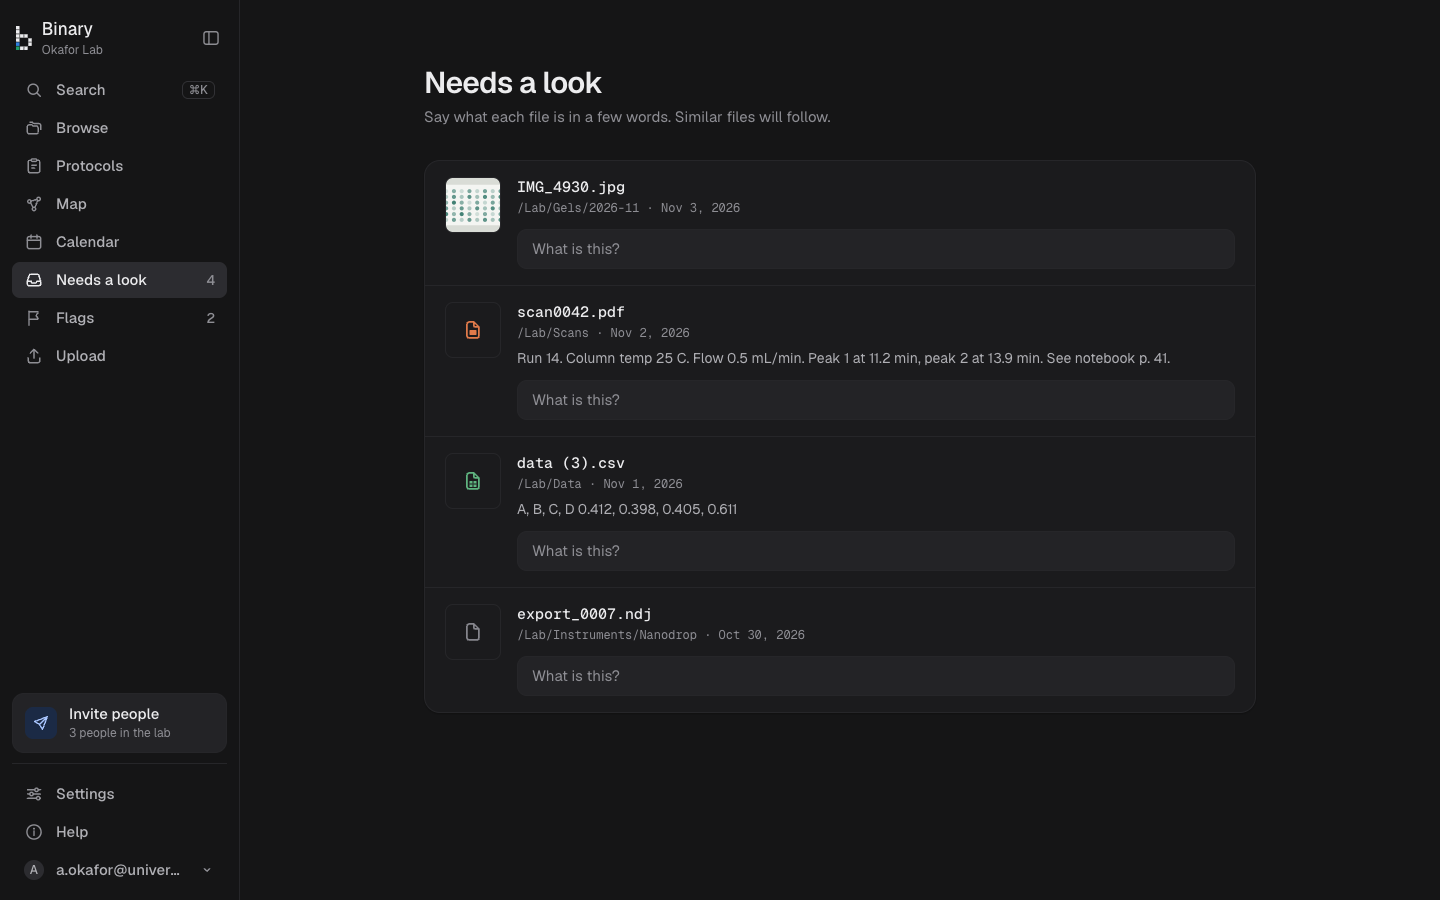 Binary
Okafor Lab
Search ⌘K
Browse
Protocols
Map
Calendar
Needs a look 4
Flags 2
Upload
Invite people
3 people in the lab
Settings
Help
A a.okafor@univer...
Needs a look
Say what each file is in a few words. Similar files will follow.
IMG_4930.jpg
/Lab/Gels/2026-11 · Nov 3, 2026
What is this?
scan0042.pdf
/Lab/Scans · Nov 2, 2026
Run 14. Column temp 25 C. Flow 0.5 mL/min. Peak 1 at 11.2 min, peak 2 at 13.9 min. See notebook p. 41.
What is this?
data (3).csv
/Lab/Data · Nov 1, 2026
A, B, C, D 0.412, 0.398, 0.405, 0.611
What is this?
export_0007.ndj
/Lab/Instruments/Nanodrop · Oct 30, 2026
What is this?